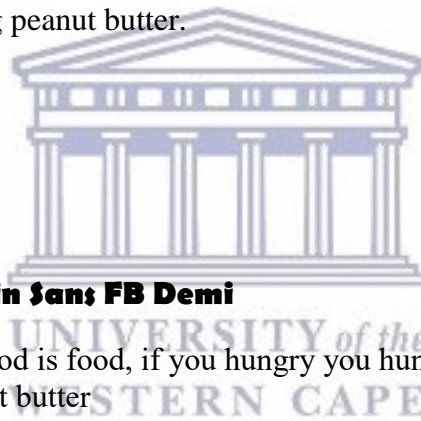 peanut butter.
in Sans FB Demi
UNIVERSITY of the
od is food, if you hungry you hun
WESTERN CAPE
t butter